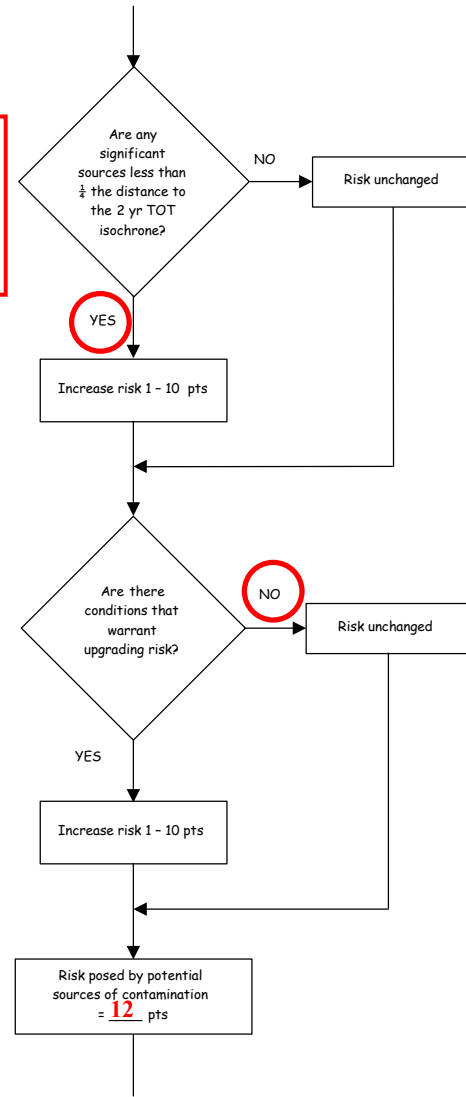 Are any
significant
sources less than
¼ the distance to
the 2 yr TOT
isochrone?
NO
Risk unchanged
YES
Increase risk 1 – 10 pts
Are there
conditions that
warrant
upgrading risk?
NO
Risk unchanged
YES
Increase risk 1 – 10 pts
Risk posed by potential
sources of contamination
= 12 pts